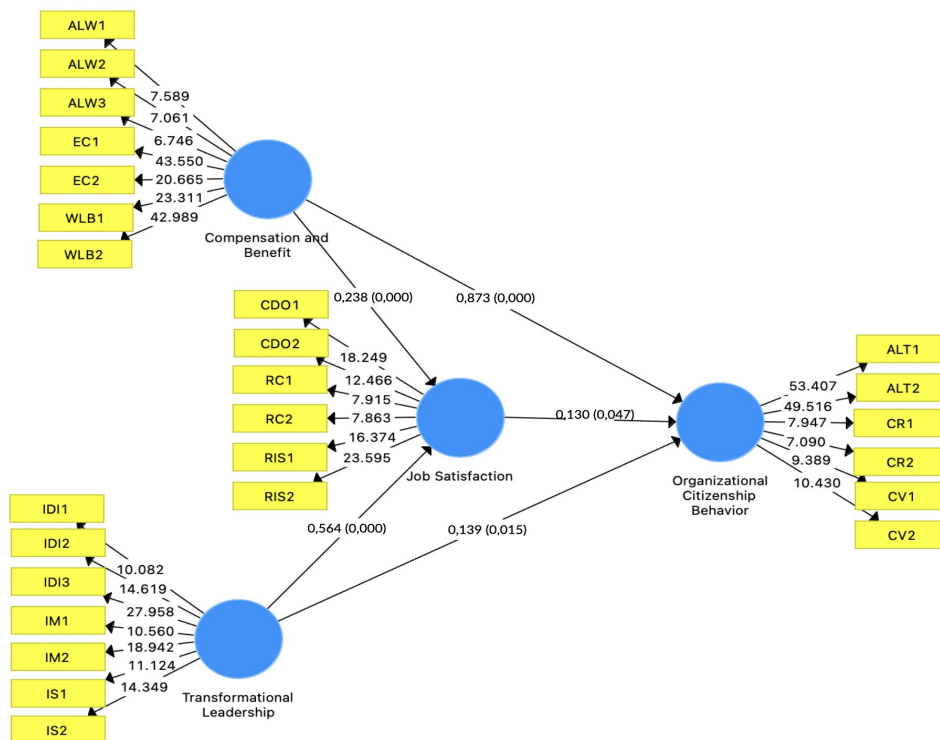 ALW1
ALW2
ALW3
EC1
EC2
WLB1
WLB2
7.589
7.061
6.746
43.550
20.665
23.311
42.989
Compensation and
Benefit
0,238 (0,000)
0,873 (0,000)
CDO1
CDO2
RC1
RC2
RIS1
RIS2
18.249
12.466
7.915
7.863
16.374
23.595
Job Satisfaction
0,130 (0,047)
0,564 (0,000)
0,139 (0,015)
Organizational
Citizenship
Behavior
53.407
49.516
7.947
7.090
9.389
10.430
ALT1
ALT2
CR1
CR2
CV1
CV2
IDI1
IDI2
IDI3
IM1
IM2
IS1
IS2
10.082
14.619
27.958
10.560
18.942
11.124
14.349
Transformational
Leadership